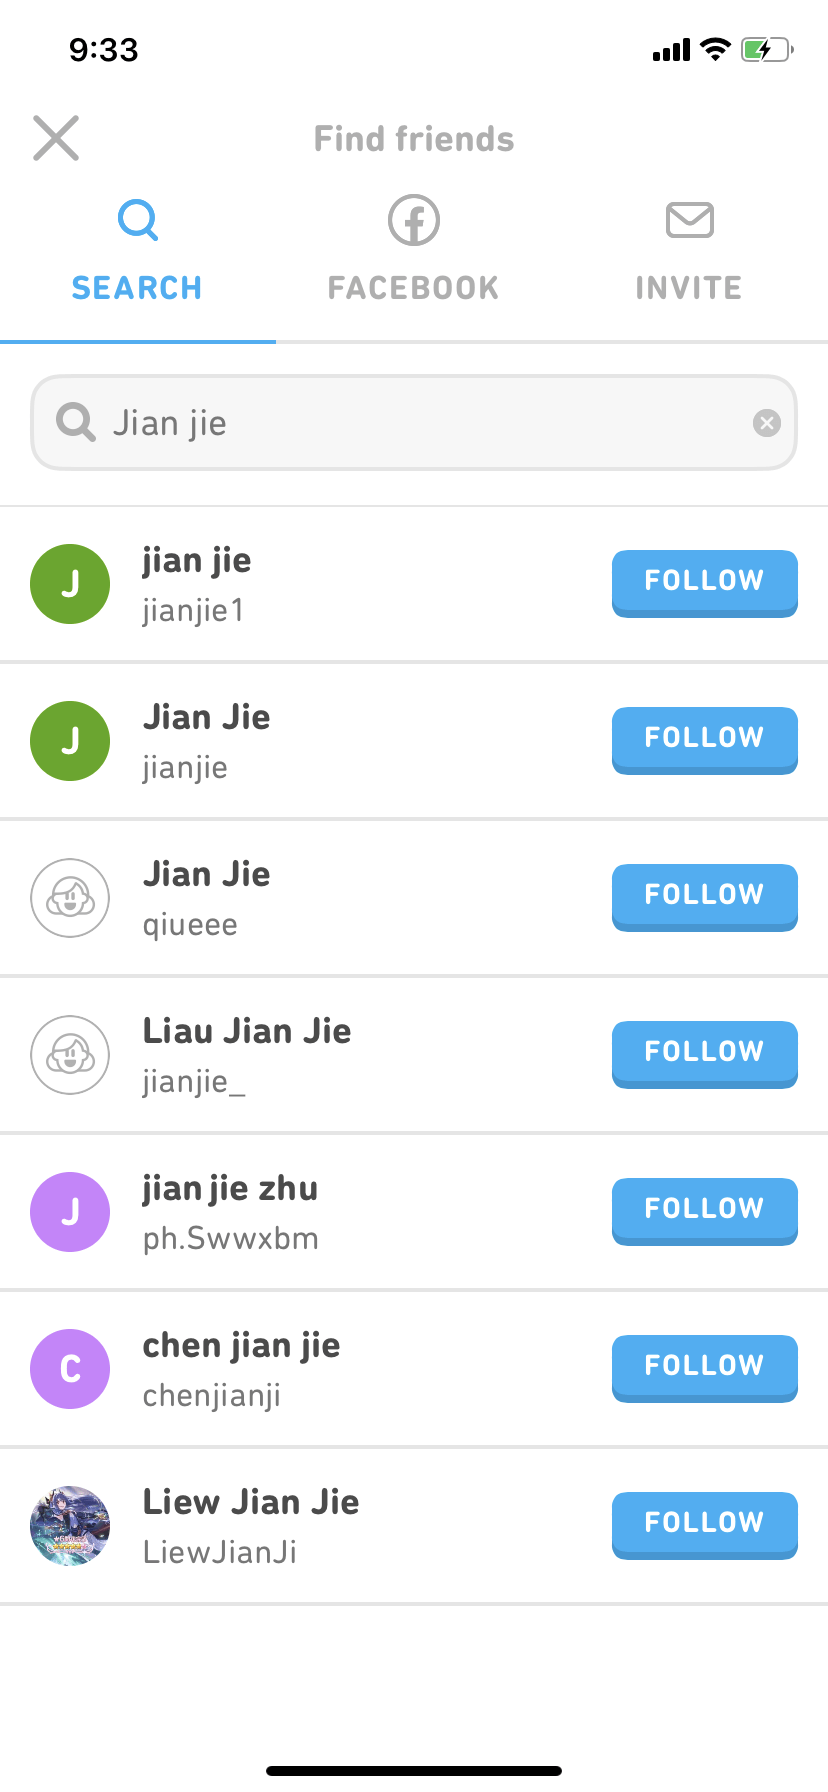 9:33
Find friends
SEARCH FACEBOOK INVITE
Jian jie
J
jian jie
jianjie1
FOLLOW
J
Jian Jie
jianjie
FOLLOW
Jian Jie
qiueee
FOLLOW
Liau Jian Jie
jianjie_
FOLLOW
J
jian jie zhu
ph.Swwxbm
FOLLOW
C
chen jian jie
chenjianji
FOLLOW
Liew Jian Jie
LiewJianJi
FOLLOW